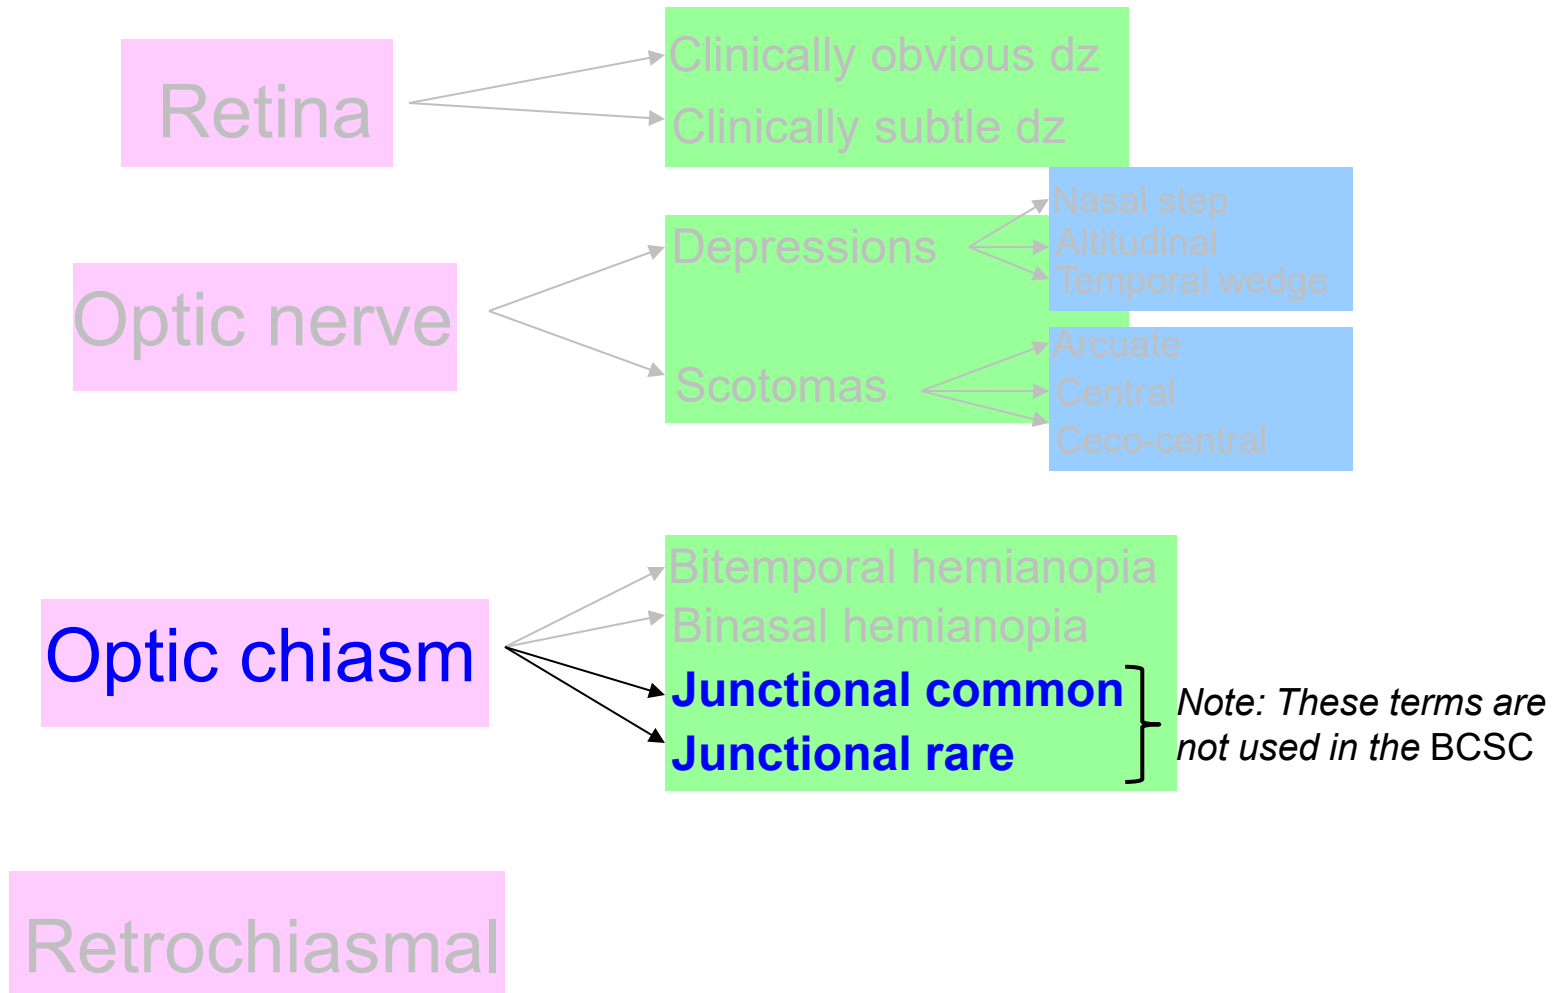 Retina
Clinically obvious dz
Clinically subtle dz
Optic nerve
Depressions
Nasal step
Altitudinal
Temporal wedge
Scotomas
Arcuate
Central
Ceco-central
Optic chiasm
Bitemporal hemianopia
Binasal hemianopia
Junctional common
Junctional rare
Note: These terms are
not used in the BCSC
Retrochiasmal